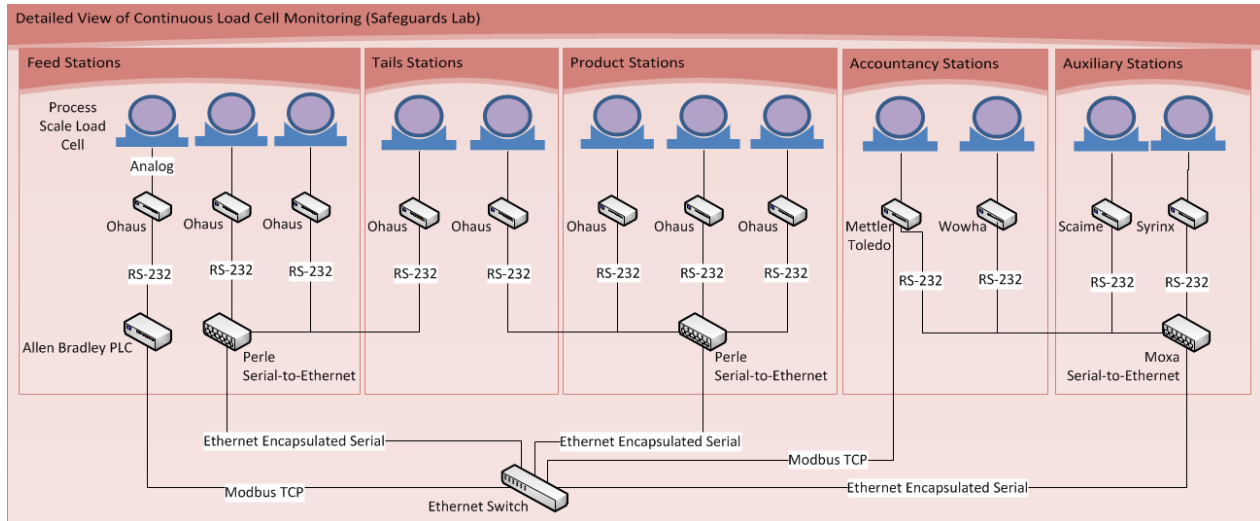 Detailed View of Continuous Load Cell Monitoring (Safeguards Lab)
Feed Stations
Tails Stations
Product Stations
Accountancy Stations
Auxiliary Stations
Process
Scale Load
Cell
Analog
Ohaus
Ohaus
Ohaus
Ohaus
Ohaus
Ohaus
Ohaus
Ohaus
Mettler
Toledo
Wowha
Scaime
Syrinx
RS-232
RS-232
RS-232
RS-232
RS-232
RS-232
RS-232
RS-232
RS-232
RS-232
RS-232
RS-232
Allen Bradley PLC
Perle
Serial-to-Ethernet
Perle
Serial-to-Ethernet
Moxa
Serial-to-Ethernet
Ethernet Encapsulated Serial
Ethernet Encapsulated Serial
Modbus TCP
Modbus TCP
Ethernet Encapsulated Serial
Ethernet Switch